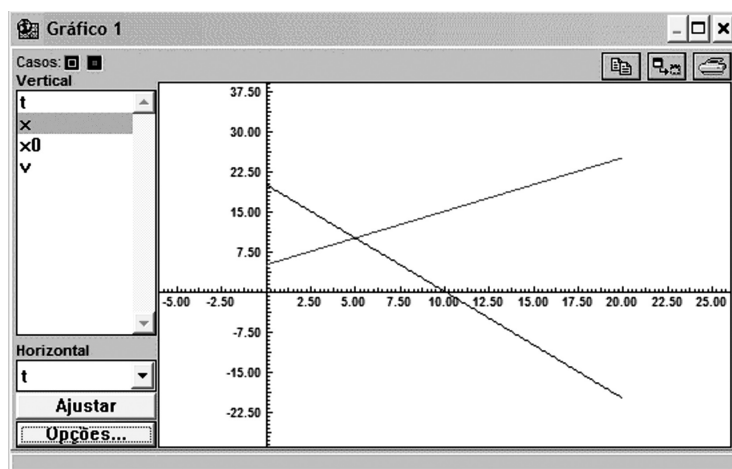 Gráfico 1
Casos:
Vertical
t
x
x0
v
Horizontal
t
Ajustar
Opções...
37.50
30.00
22.50
15.00
7.50
-5.00 -2.50 2.50 5.00 7.50 10.00 12.50 15.00 17.50 20.00 22.50 25.00
-7.50
-15.00
-22.50